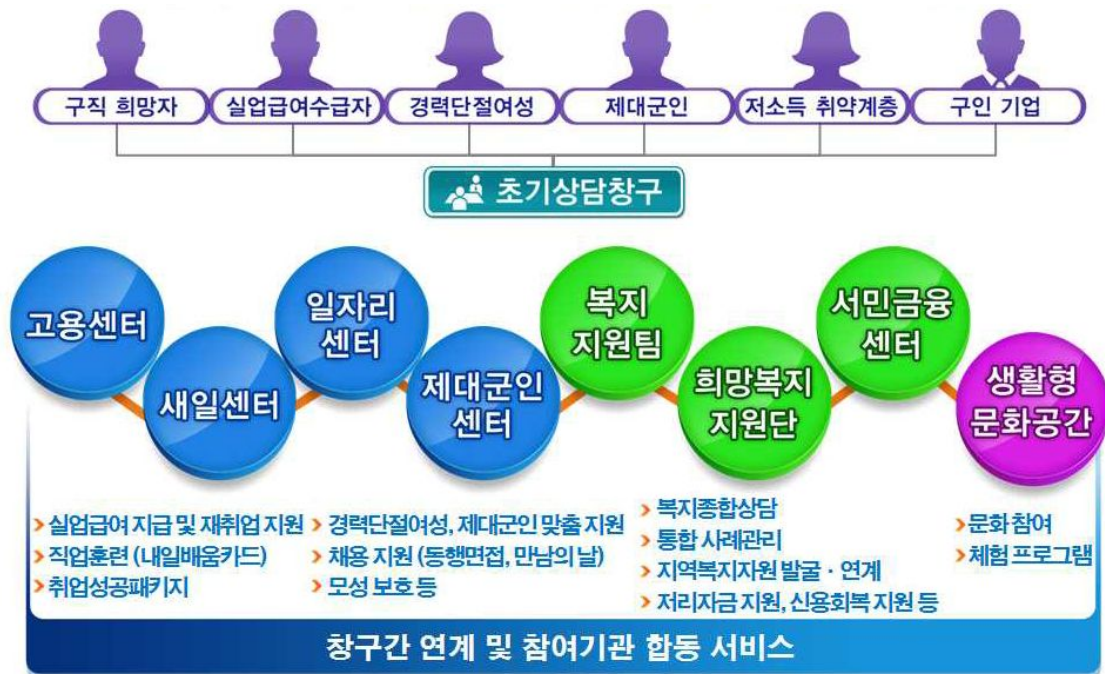 구직 희망자
실업급여수급자
경력단절여성
제대군인
저소득 취약계층
구인 기업
초기상담창구
고용센터
새일센터
일자리
센터
제대군인
센터
복지
지원팀
희망복지
지원단
서민금융
센터
생활형
문화공간
실업급여 지급 및 재취업 지원
직업훈련 (내일배움카드)
취업성공패키지
경력단절여성, 제대군인 맞춤 지원
채용 지원 (동행면접, 만남의 날)
모성 보호 등
복지종합상담
통합 사례관리
지역복지자원 발굴 · 연계
저리자금 지원, 신용회복 지원 등
문화 참여
체험 프로그램
창구간 연계 및 참여기관 합동 서비스